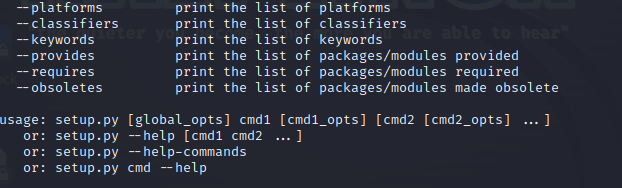 --platforms print the list of platforms
--classifiers print the list of classifiers
--keywords print the list of keywords
--provides print the list of packages/modules provided
--requires print the list of packages/modules required
--obsoletes print the list of packages/modules made obsolete
usage: setup.py [global_opts] cmd1 [cmd1_opts] [cmd2 [cmd2_opts] ...]
or: setup.py --help [cmd1 cmd2 ...]
or: setup.py --help-commands
or: setup.py cmd --help